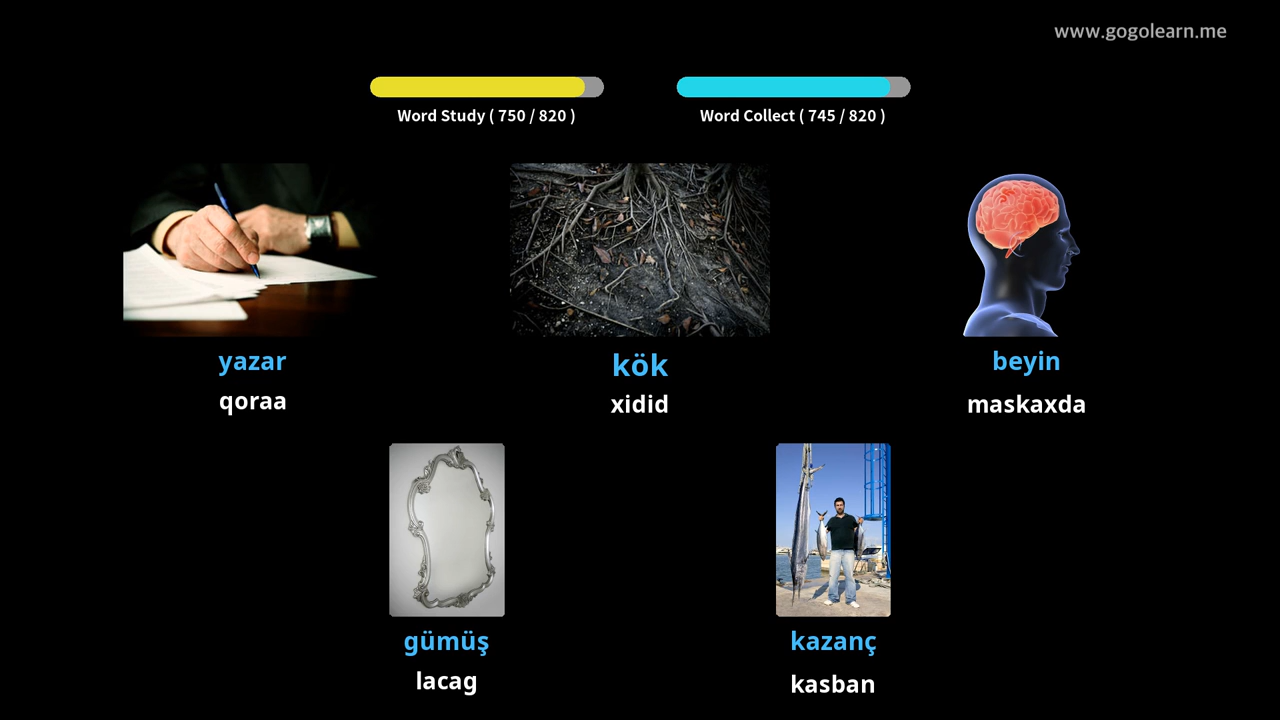 www.gogolearn.me
Word Study ( 750 / 820 )
Word Collect ( 745 / 820 )
yazar
qoraa
kök
xidid
beyin
maskaxda
gümüş
lacag
kazanç
kasban